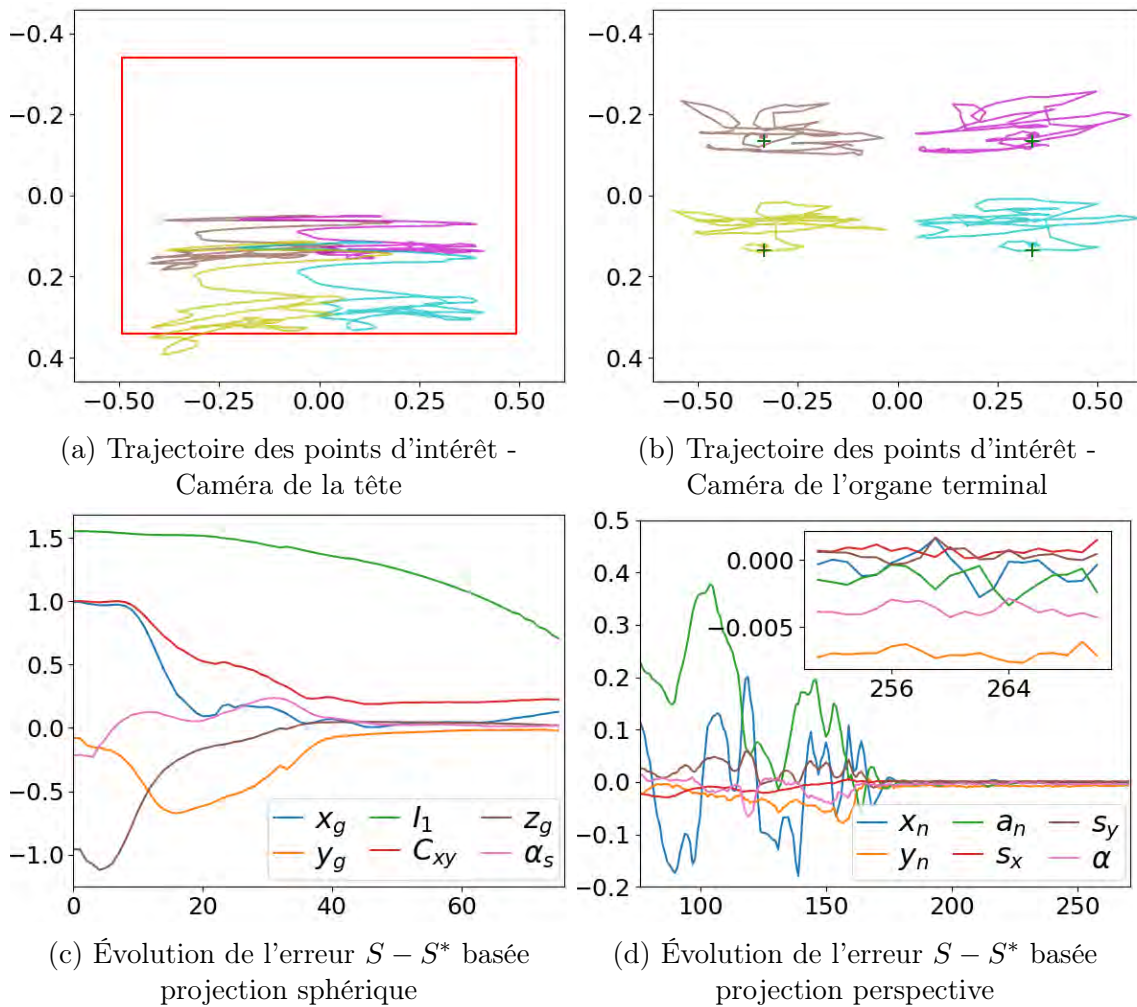 −0.4
−0.2
0.0
0.2
0.4
−0.50 −0.25 0.00 0.25 0.50
(a) Trajectoire des points d'intérêt -
Caméra de la tête
−0.4
−0.2
0.0
0.2
0.4
−0.50 −0.25 0.00 0.25 0.50
(b) Trajectoire des points d'intérêt -
Caméra de l'organe terminal
1.5
1.0
0.5
0.0
−0.5
−1.0
0 20 40 60
x_g I_1 z_g
y_g C_{xy} α_s
(c) Évolution de l'erreur S − S* basée
projection sphérique
0.5
0.4
0.3
0.2
0.1
0.0
−0.1
−0.2
100 150 200 250
0.000
−0.005
256 264
x_n a_n s_y
y_n s_x α
(d) Évolution de l'erreur S − S* basée
projection perspective